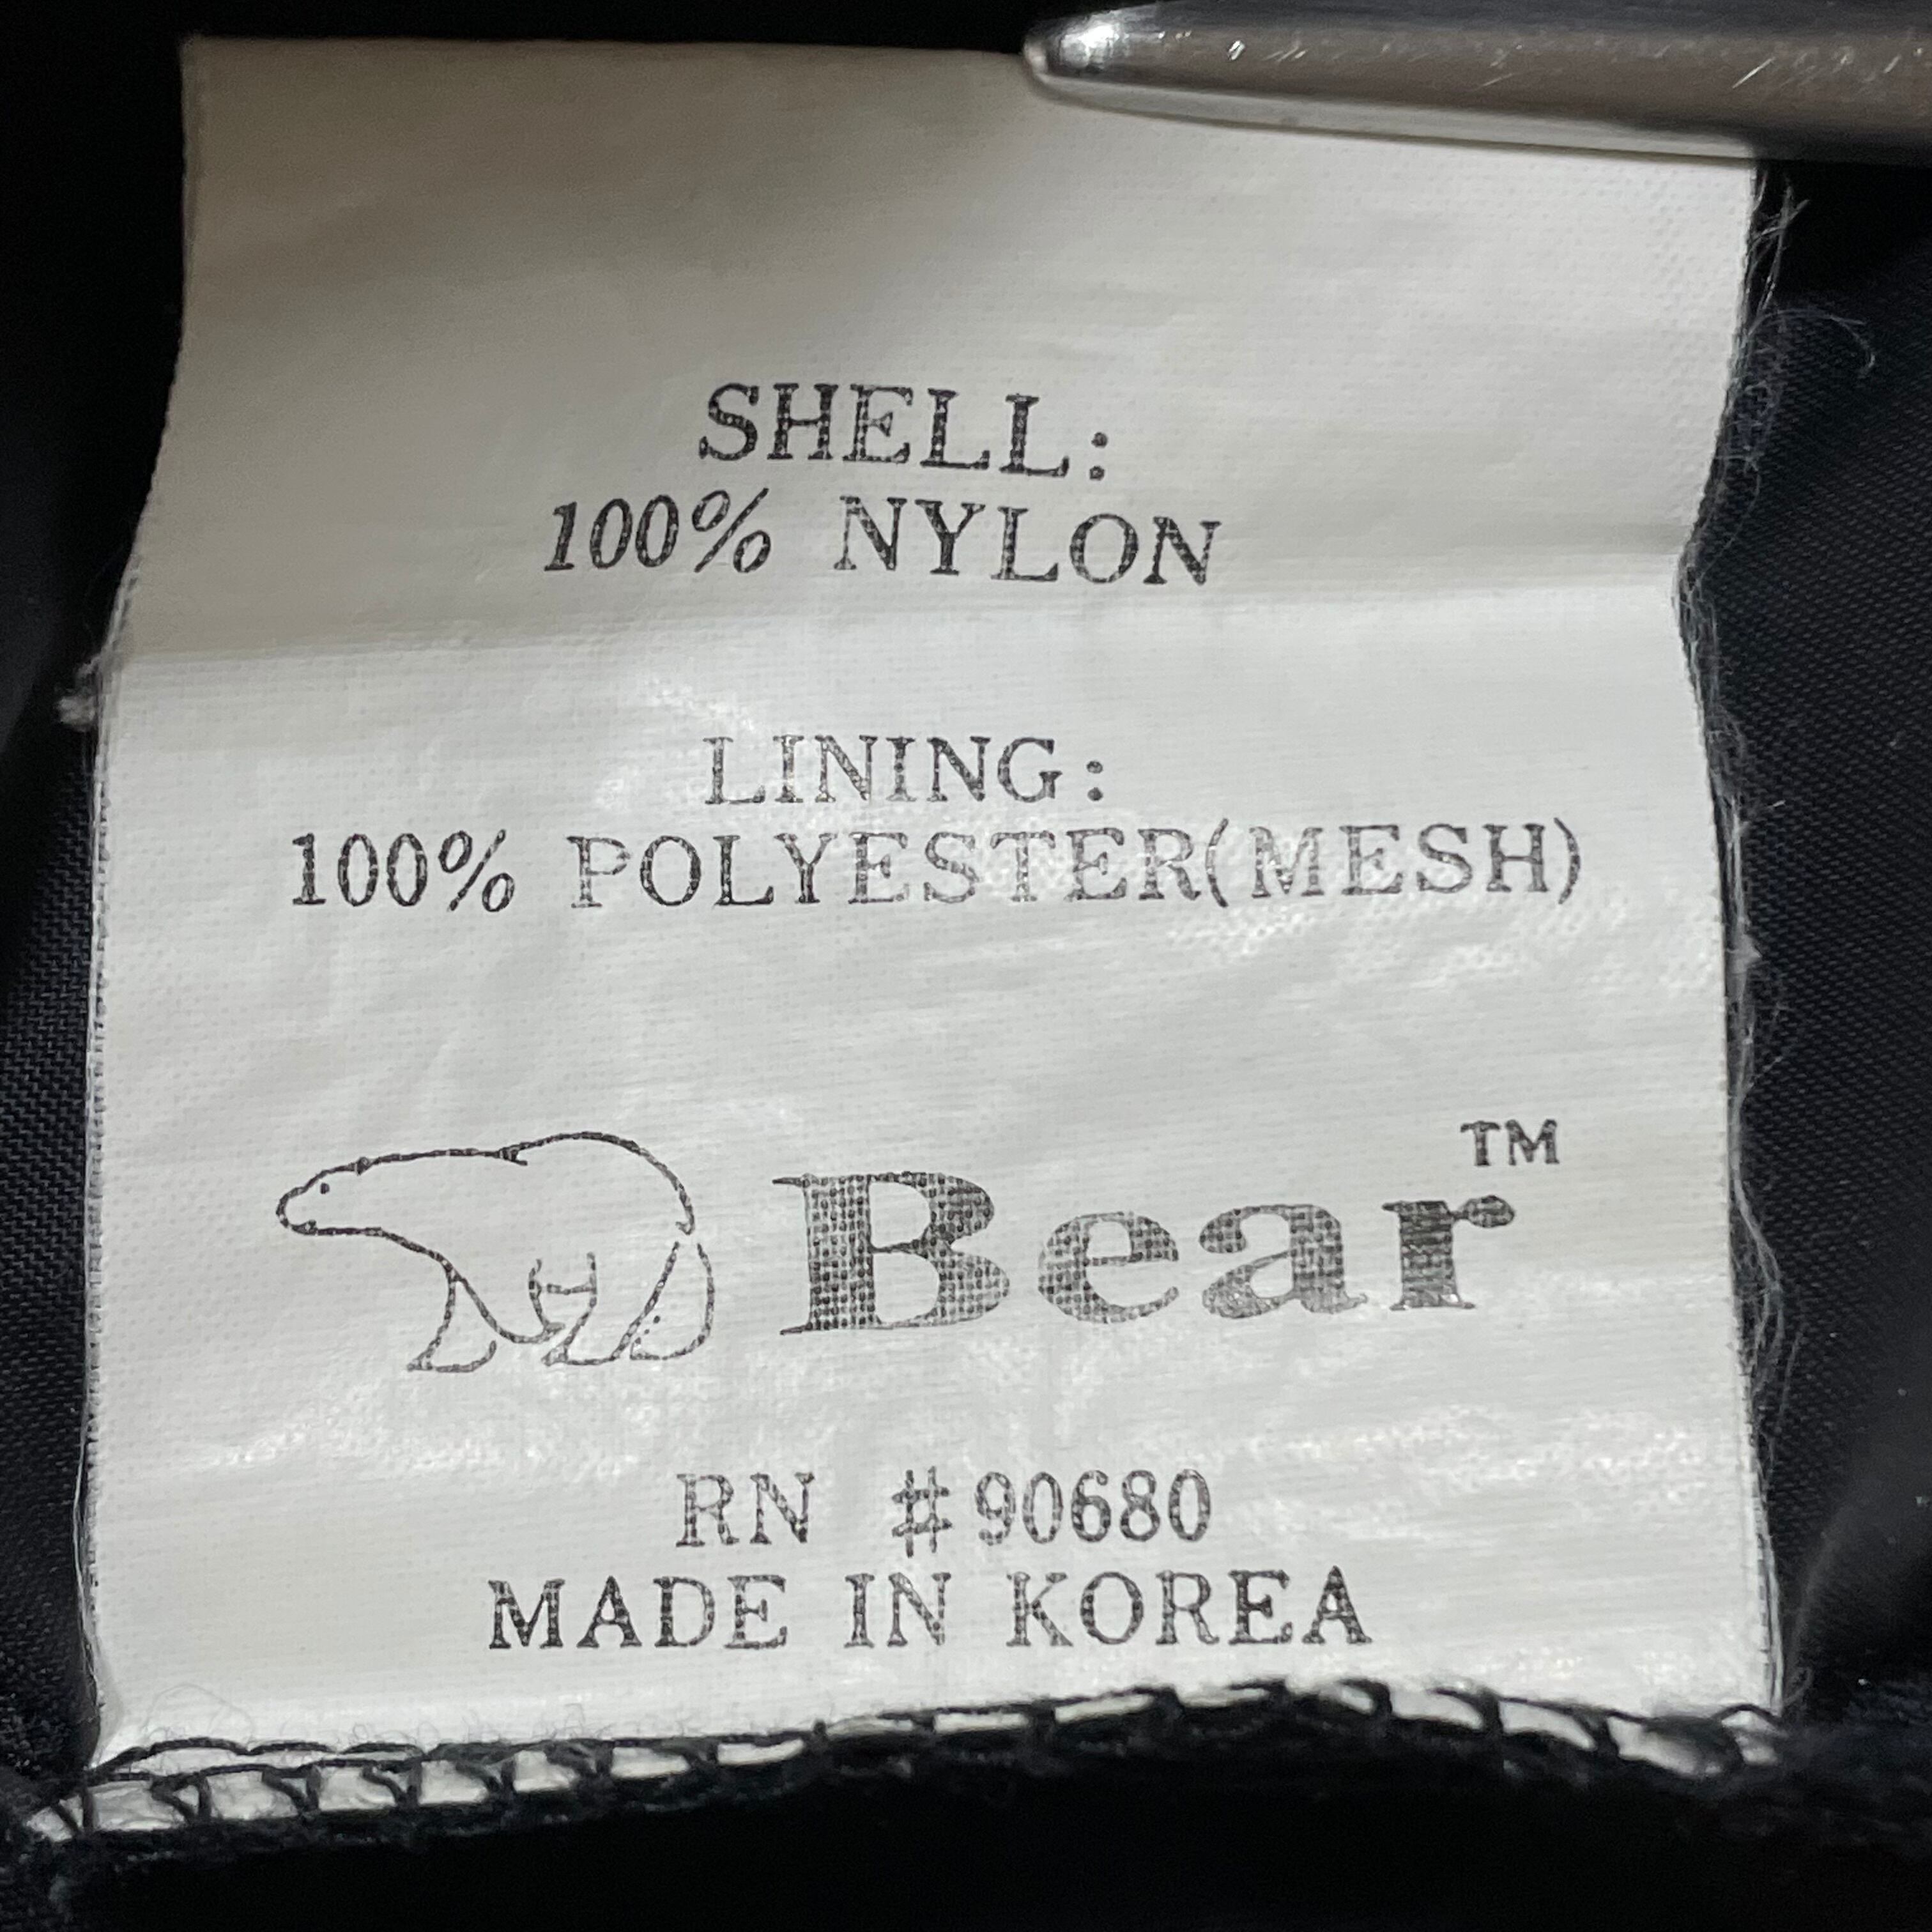 SHELL:
100% NYLON
LINING:
100% POLYESTER(MESH)
Bear™
RN #90680
MADE IN KOREA